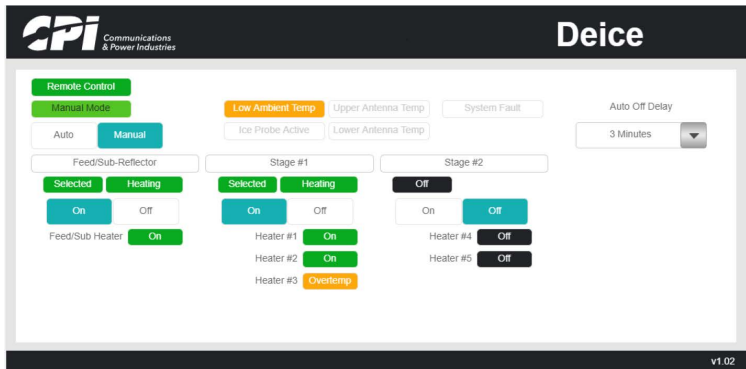 CPI Communications
& Power Industries
Deice
Remote Control
Manual Mode
Low Ambient Temp Upper Antenna Temp System Fault
Auto Off Delay
Auto Manual
Ice Probe Active Lower Antenna Temp
3 Minutes
Feed/Sub-Reflector Stage #1 Stage #2
Selected Heating Selected Heating Off
On Off On Off On Off
Feed/Sub Heater On Heater #1 On Heater #4 Off
Heater #2 On Heater #5 Off
Heater #3 Overtemp
v1.02